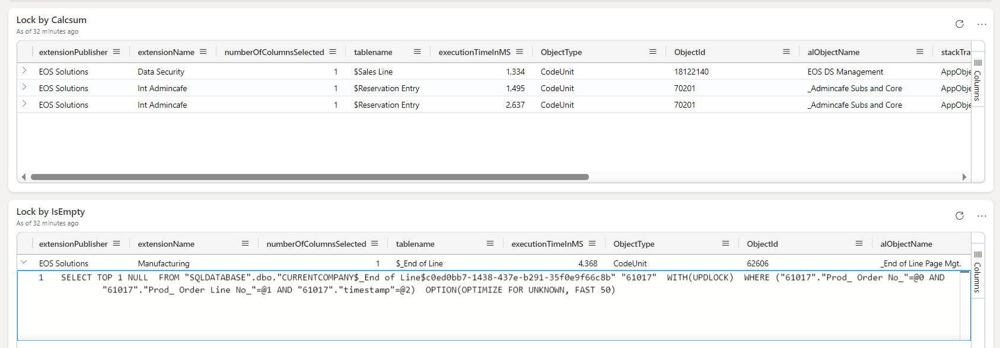 Lock by Calcsum
As of 32 minutes ago
extensionPublisher extensionName numberOfColumnsSelected tablename executionTimeInMS ObjectType ObjectId alObjectName stackTra
EOS Solutions Data Security 1 $Sales Line 1,334 CodeUnit 18122140 EOS DS Management AppObje
EOS Solutions Int Admincafe 1 $Reservation Entry 1,495 CodeUnit 70201 _Admincafe Subs and Core AppObje
EOS Solutions Int Admincafe 1 $Reservation Entry 2,637 CodeUnit 70201 _Admincafe Subs and Core AppObje
Columns
Lock by IsEmpty
As of 32 minutes ago
extensionPublisher extensionName numberOfColumnsSelected tablename executionTimeInMS ObjectType ObjectId alObjectName
EOS Solutions Manufacturing 1 $_End of Line 4,368 CodeUnit 62606 _End of Line Page Mgt.
1 SELECT TOP 1 NULL FROM "SQLDATABASE".dbo."CURRENTCOMPANY$_End of Line$c0ed0bb7-1438-437e-b291-35f0e9f66c8b" "61017" WITH(UPDLOCK) WHERE ("61017"."Prod_ Order No_"=@0 AND
"61017"."Prod_ Order Line No_"=@1 AND "61017"."timestamp"=@2) OPTION(OPTIMIZE FOR UNKNOWN, FAST 50)
Columns